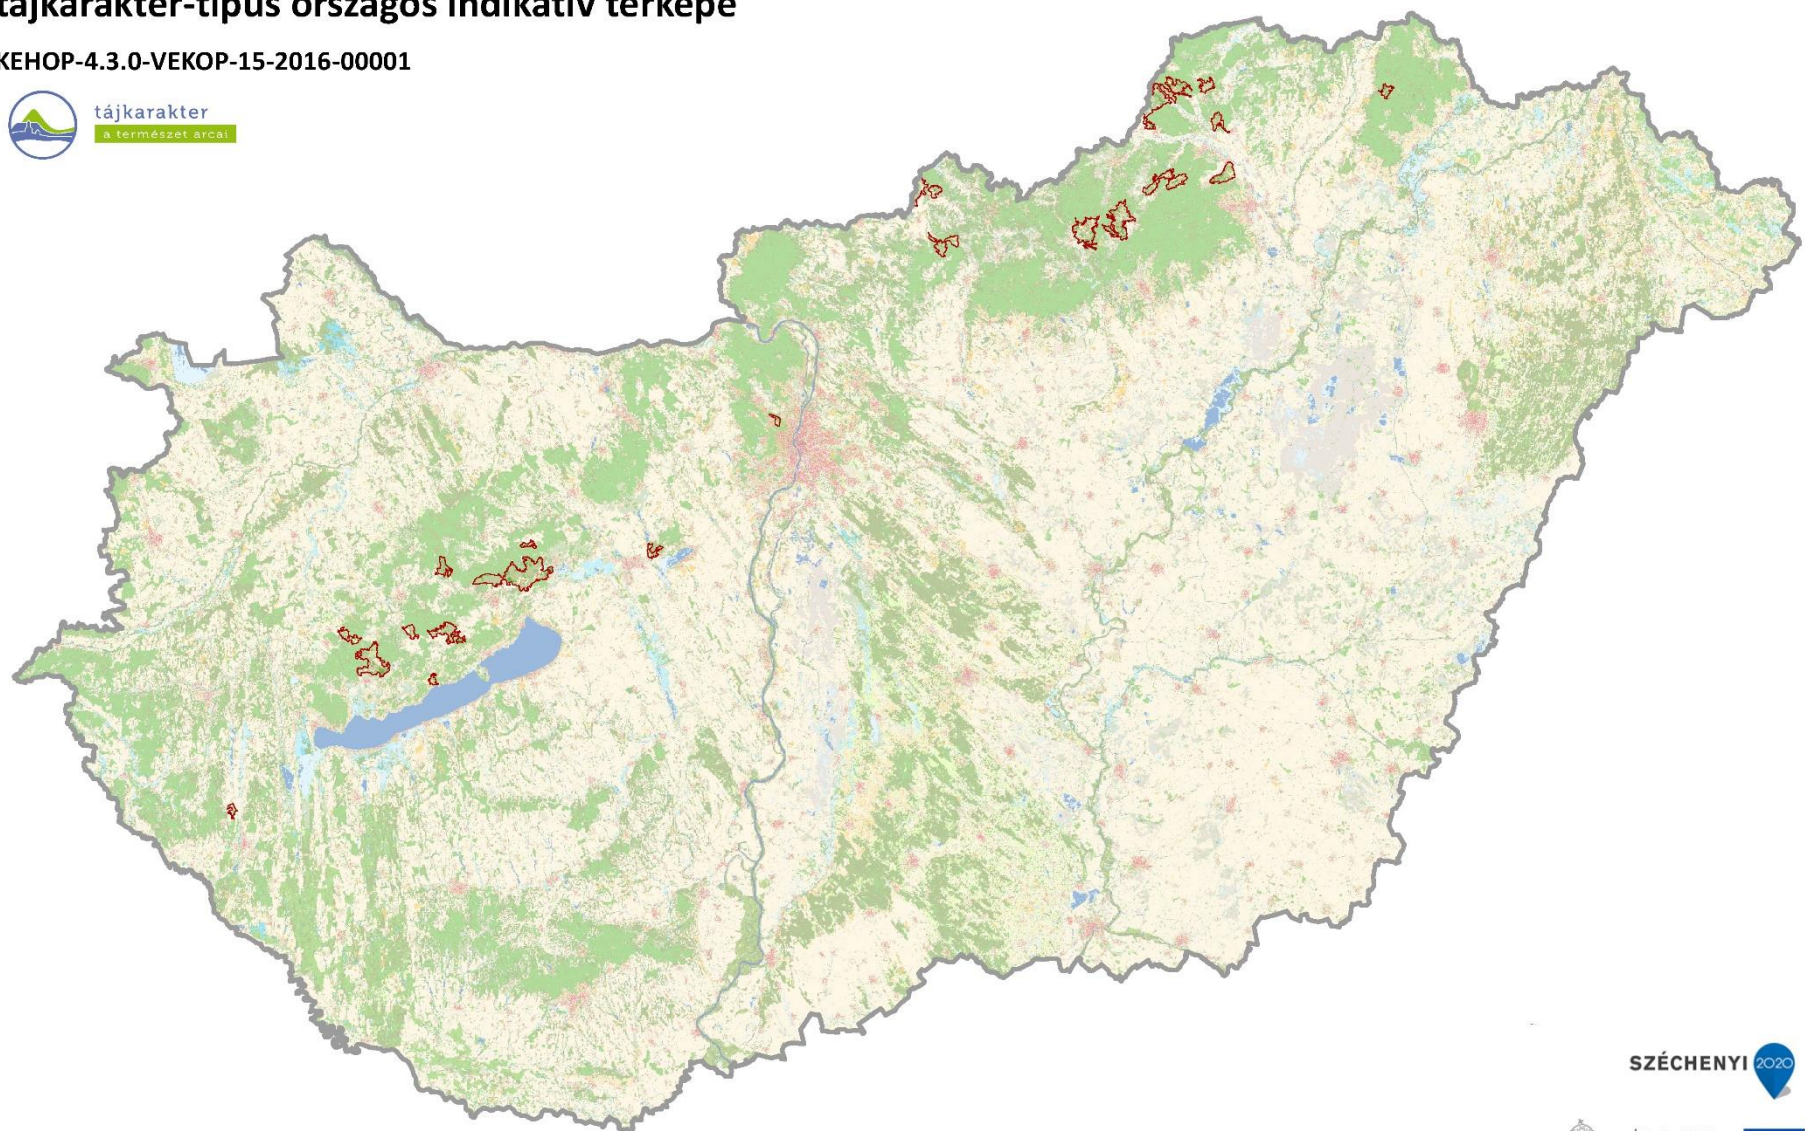 tájkarakter-típus országos indikatív térképe
KEHOP-4.3.0-VEKOP-15-2016-00001
tájkarakter
a természet arcai
SZÉCHENYI 2020